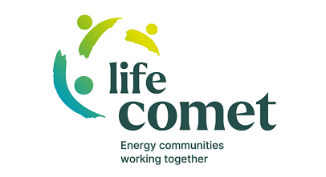 life
comet
Energy communities
working together